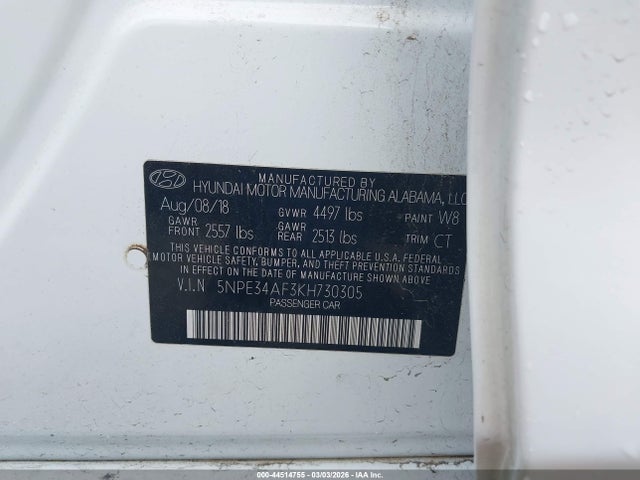 MANUFACTURED BY
HYUNDAI MOTOR MANUFACTURING ALABAMA, LLC
Aug/08/18 GVWR 4497 lbs PAINT W8
GAWR FRONT 2557 lbs GAWR REAR 2513 lbs TRIM CT
THIS VEHICLE CONFORMS TO ALL APPLICABLE U.S. FEDERAL
MOTOR VEHICLE SAFETY, BUMPER, AND THEFT PREVENTION STANDARDS
IN EFFECT ON THE DATE OF MANUFACTURE SHOWN ABOVE
V.I.N 5NPE34AF3KH730305
PASSENGER CAR
000-44514755 - 03/03/2026 - IAA Inc.